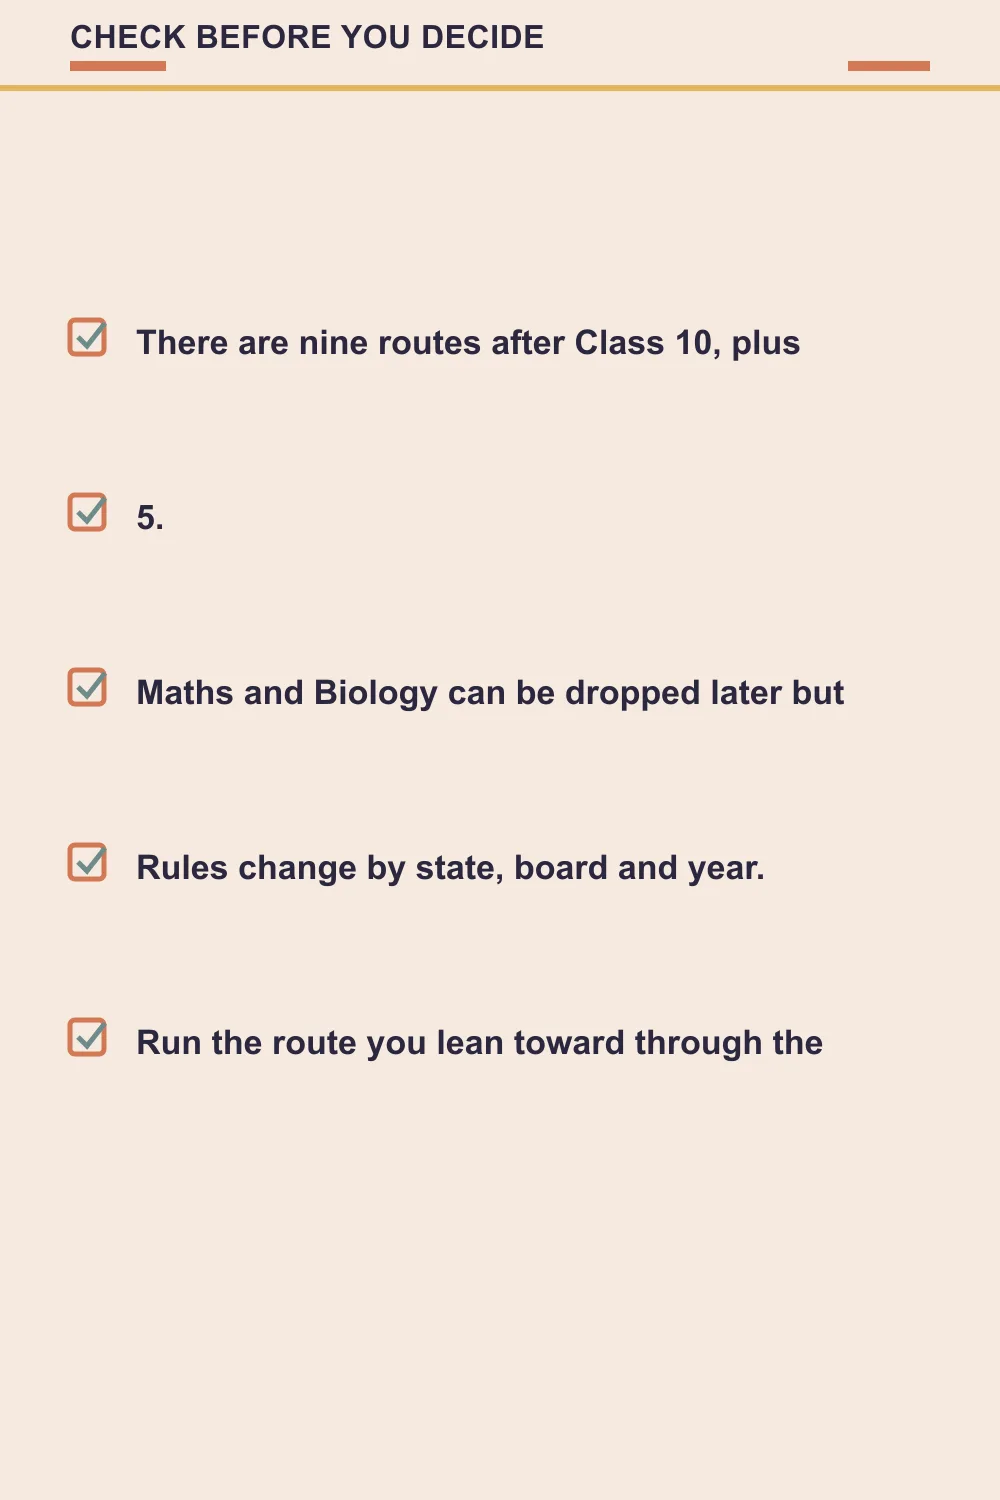 CHECK BEFORE YOU DECIDE
There are nine routes after Class 10, plus
5.
Maths and Biology can be dropped later but
Rules change by state, board and year.
Run the route you lean toward through the